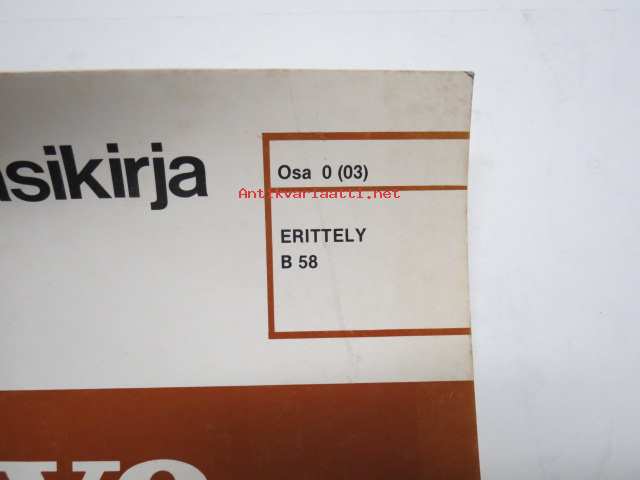 asikirja
Osa 0 (03)
Antikvariaatti.net
ERITTELY
B 58